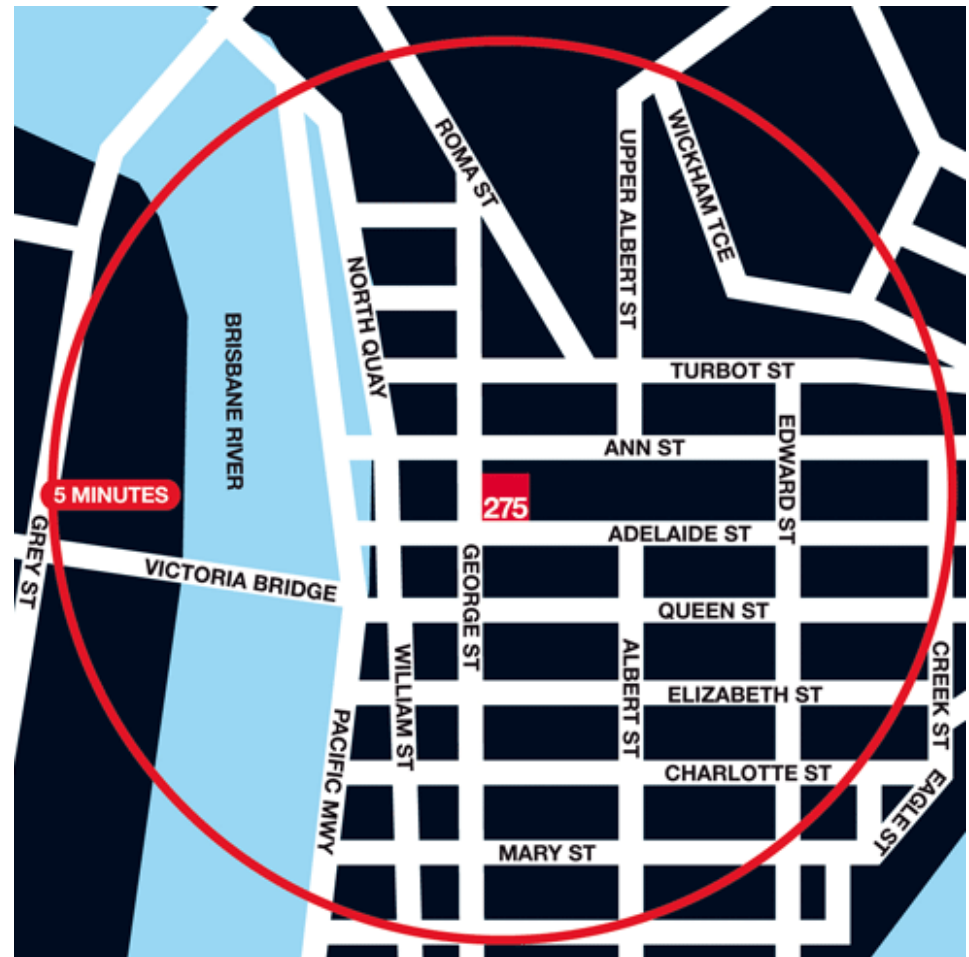 ROMA ST
UPPER ALBERT ST
WICKHAM TCE
NORTH QUAY
BRISBANE RIVER
TURBOT ST
ANN ST
EDWARD ST
5 MINUTES
275
GREY ST
ADELAIDE ST
VICTORIA BRIDGE
GEORGE ST
QUEEN ST
WILLIAM ST
ALBERT ST
CREEK ST
ELIZABETH ST
PACIFIC MWY
CHARLOTTE ST
EAGLE ST
MARY ST